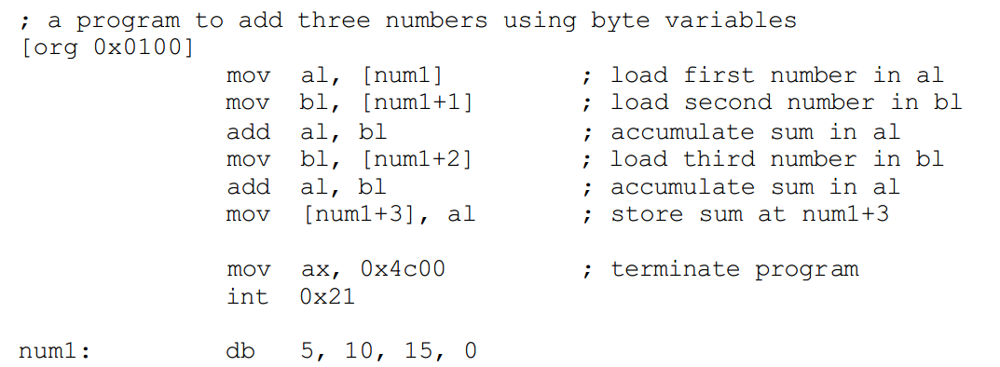 ; a program to add three numbers using byte variables
[org 0x0100]
mov al, [num1] ; load first number in al
mov bl, [num1+1] ; load second number in bl
add al, bl ; accumulate sum in al
mov bl, [num1+2] ; load third number in bl
add al, bl ; accumulate sum in al
mov [num1+3], al ; store sum at num1+3
mov ax, 0x4c00 ; terminate program
int 0x21
num1: db 5, 10, 15, 0